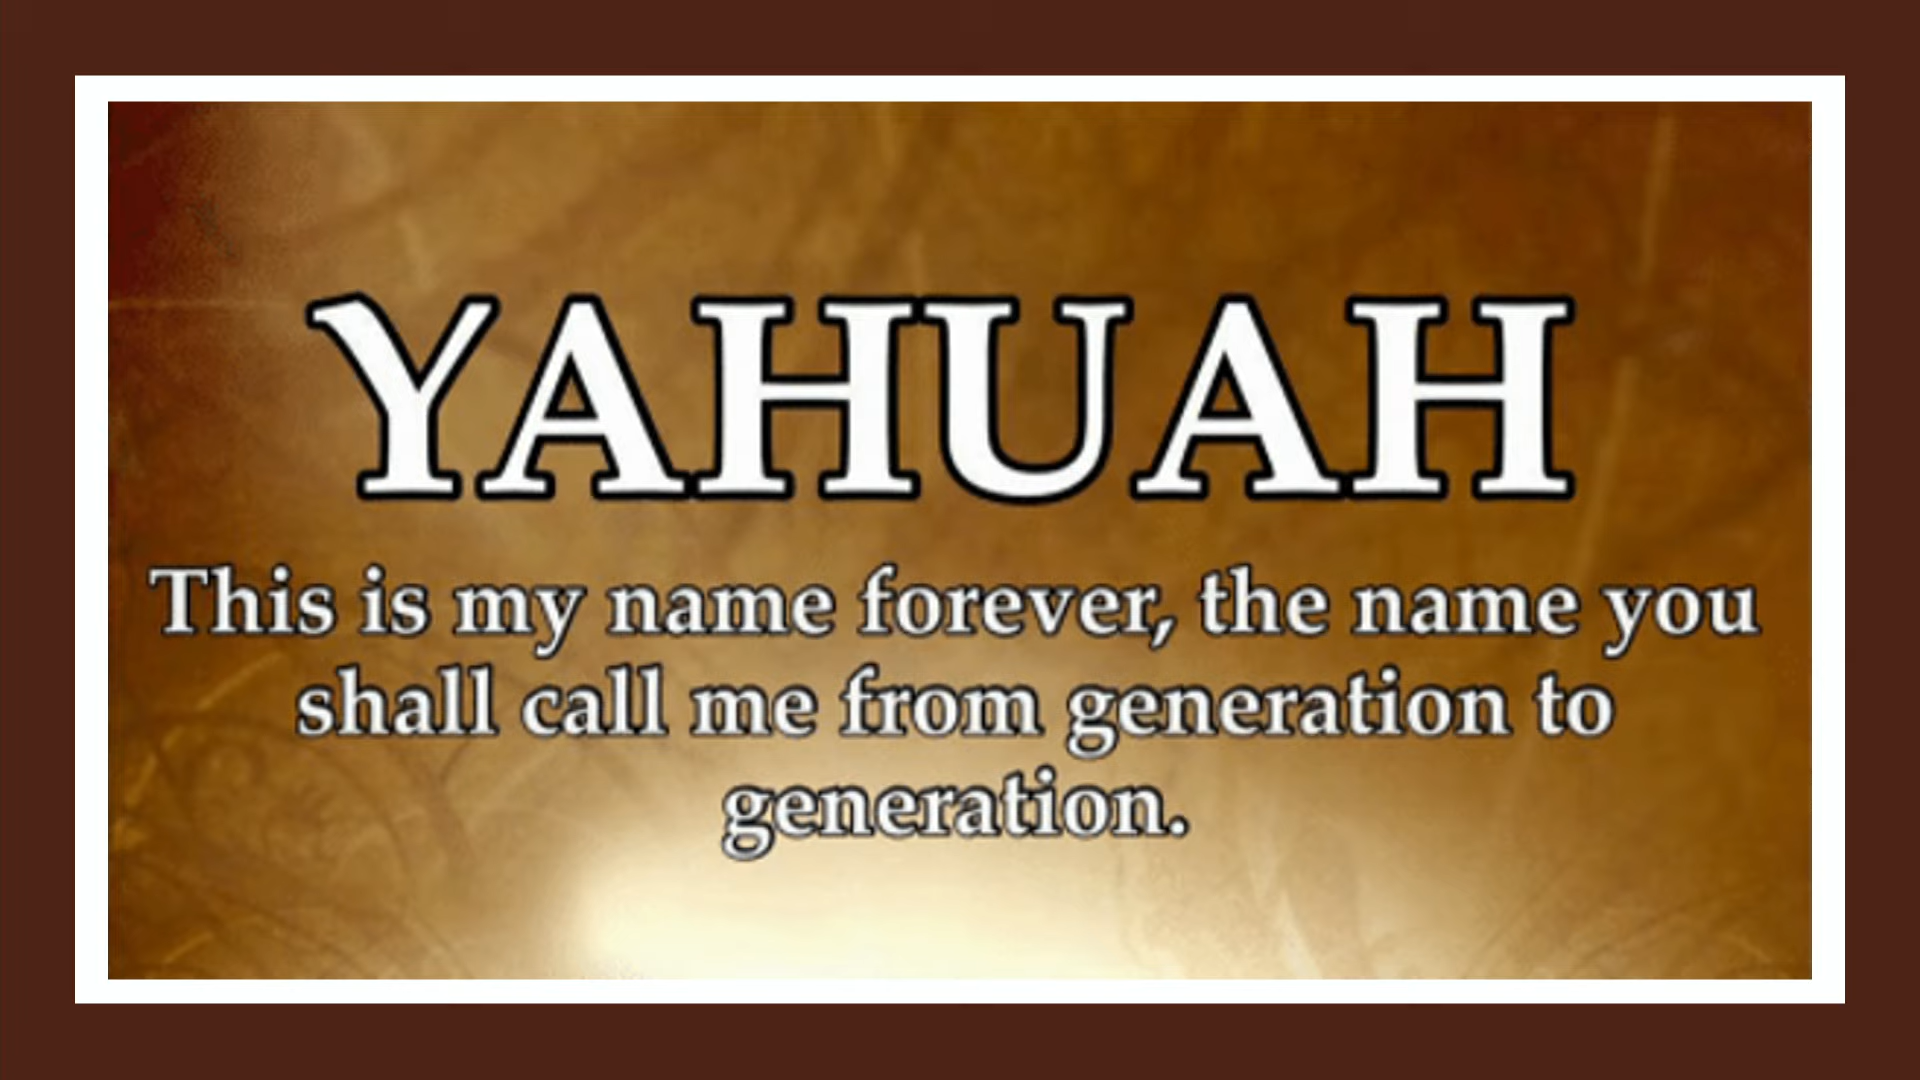 YAHUAH
This is my name forever, the name you
shall call me from generation to
generation.